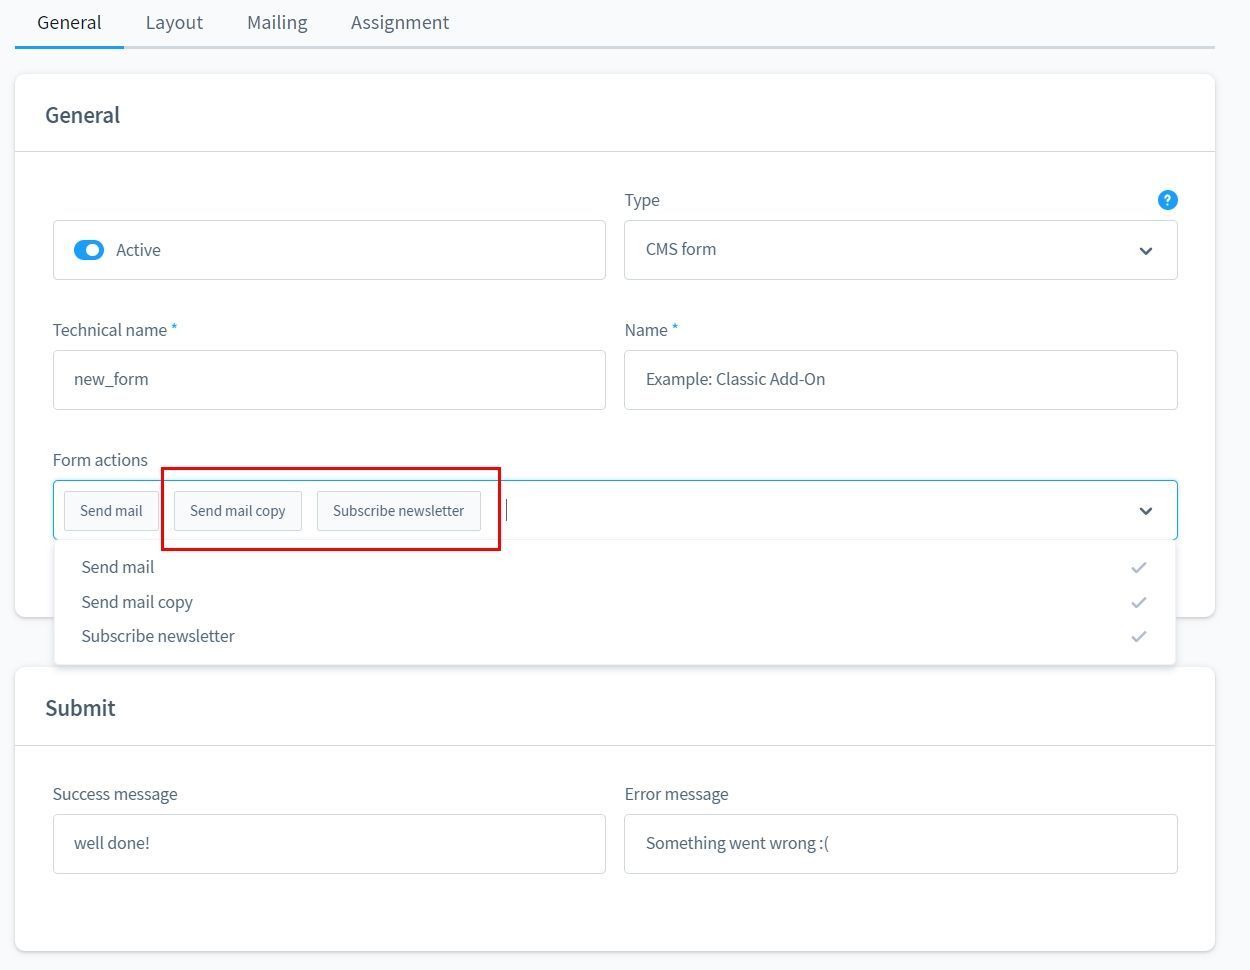 General Layout Mailing Assignment
General
Type ?
Active
CMS form
Technical name * Name *
new_form Example: Classic Add-On
Form actions
Send mail Send mail copy Subscribe newsletter
Send mail
Send mail copy
Subscribe newsletter
Submit
Success message Error message
well done! Something went wrong :(